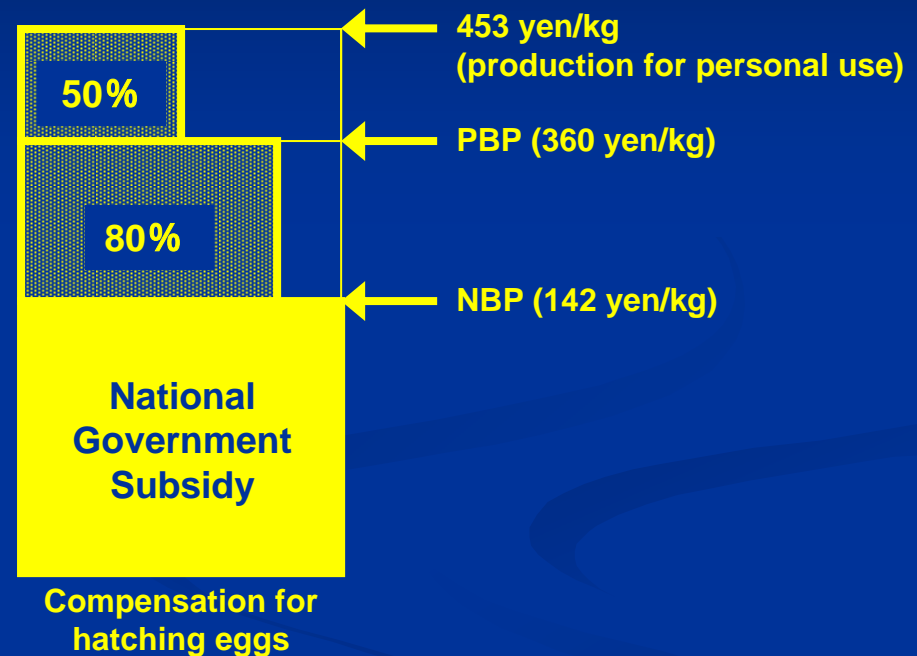 453 yen/kg
(production for personal use)
50%
PBP (360 yen/kg)
80%
NBP (142 yen/kg)
National
Government
Subsidy
Compensation for
hatching eggs